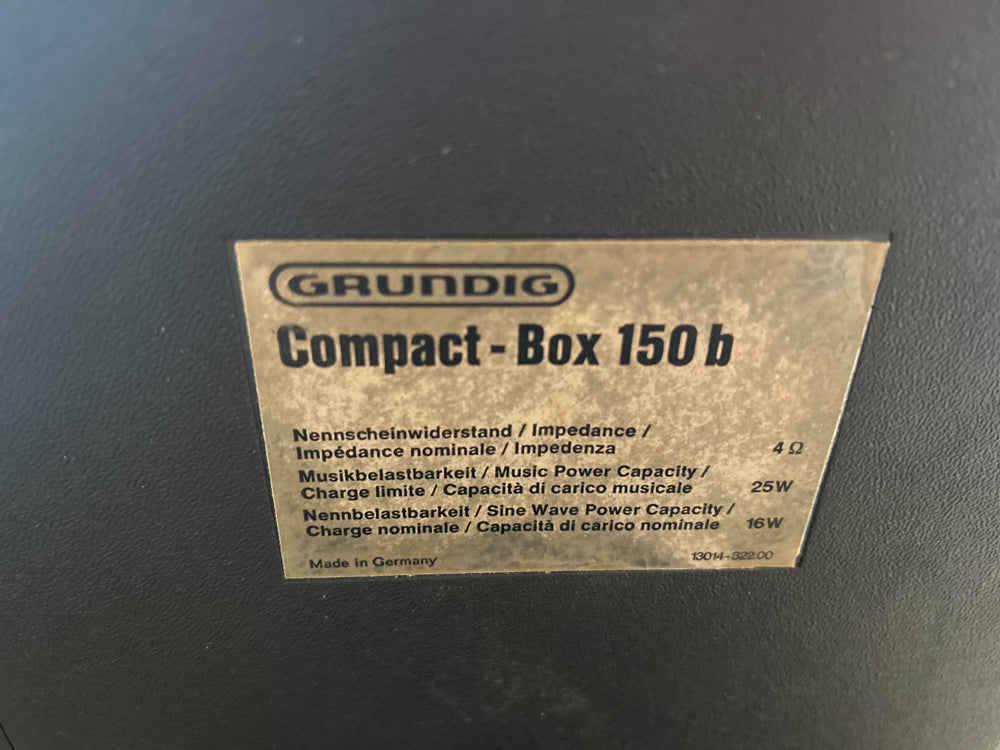 GRUNDIG
Compact - Box 150 b
Nennscheinwiderstand / Impedance /
Impédance nominale / Impedenza 4 Ω
Musikbelastbarkeit / Music Power Capacity /
Charge limite / Capacità di carico musicale 25W
Nennbelastbarkeit / Sine Wave Power Capacity /
Charge nominale / Capacità di carico nominale 16W
Made in Germany 13014-322.00